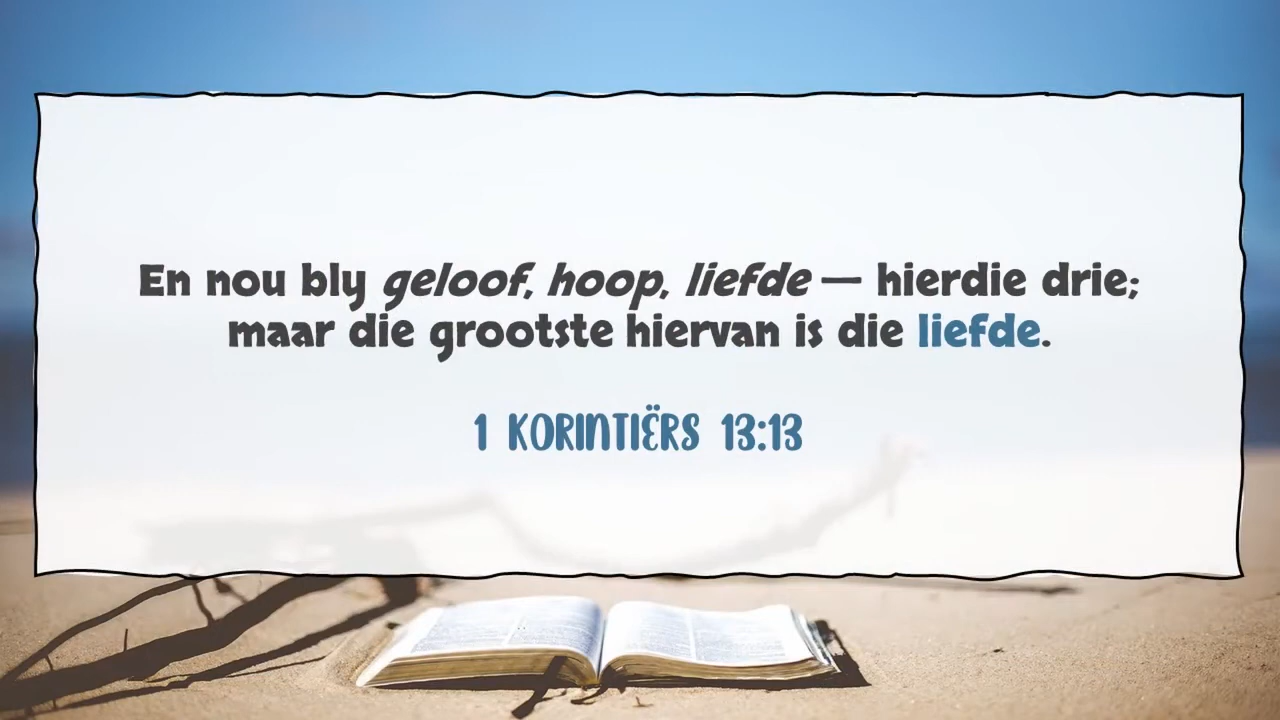 En nou bly geloof, hoop, liefde — hierdie drie;
maar die grootste hiervan is die liefde.
1 KORINTIËRS 13:13